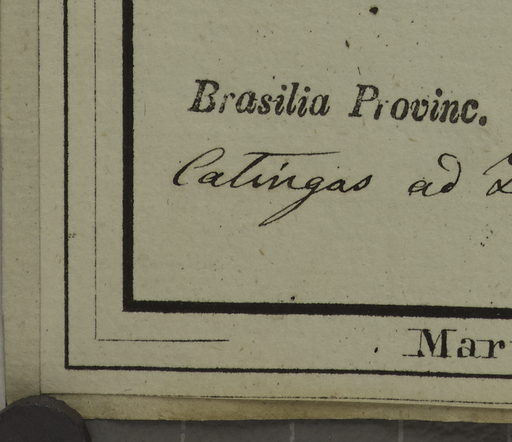 Brasilia Provinc.
Catingas ad
Mar